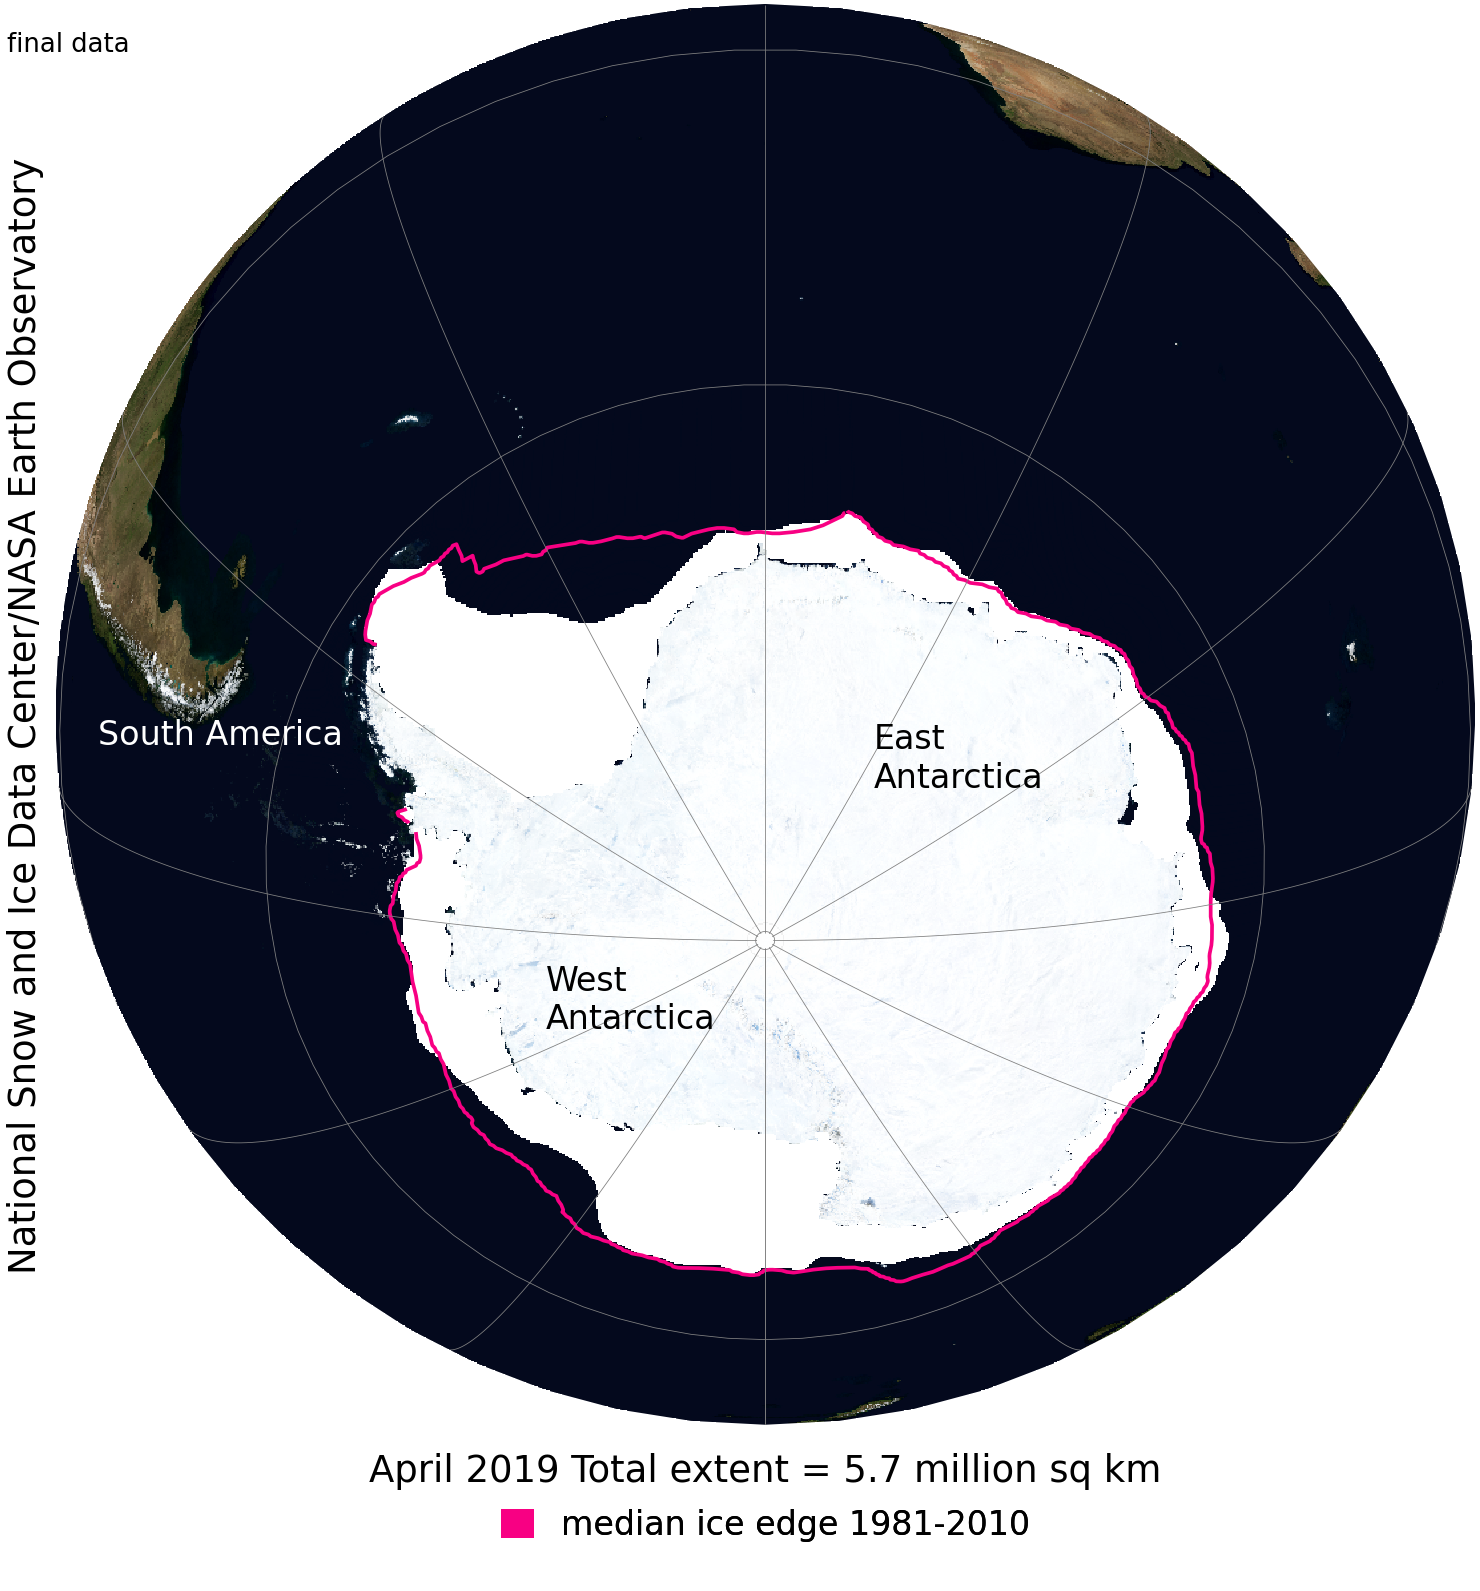 final data
National Snow and Ice Data Center/NASA Earth Observatory
South America
East
Antarctica
West
Antarctica
April 2019 Total extent = 5.7 million sq km
median ice edge 1981-2010